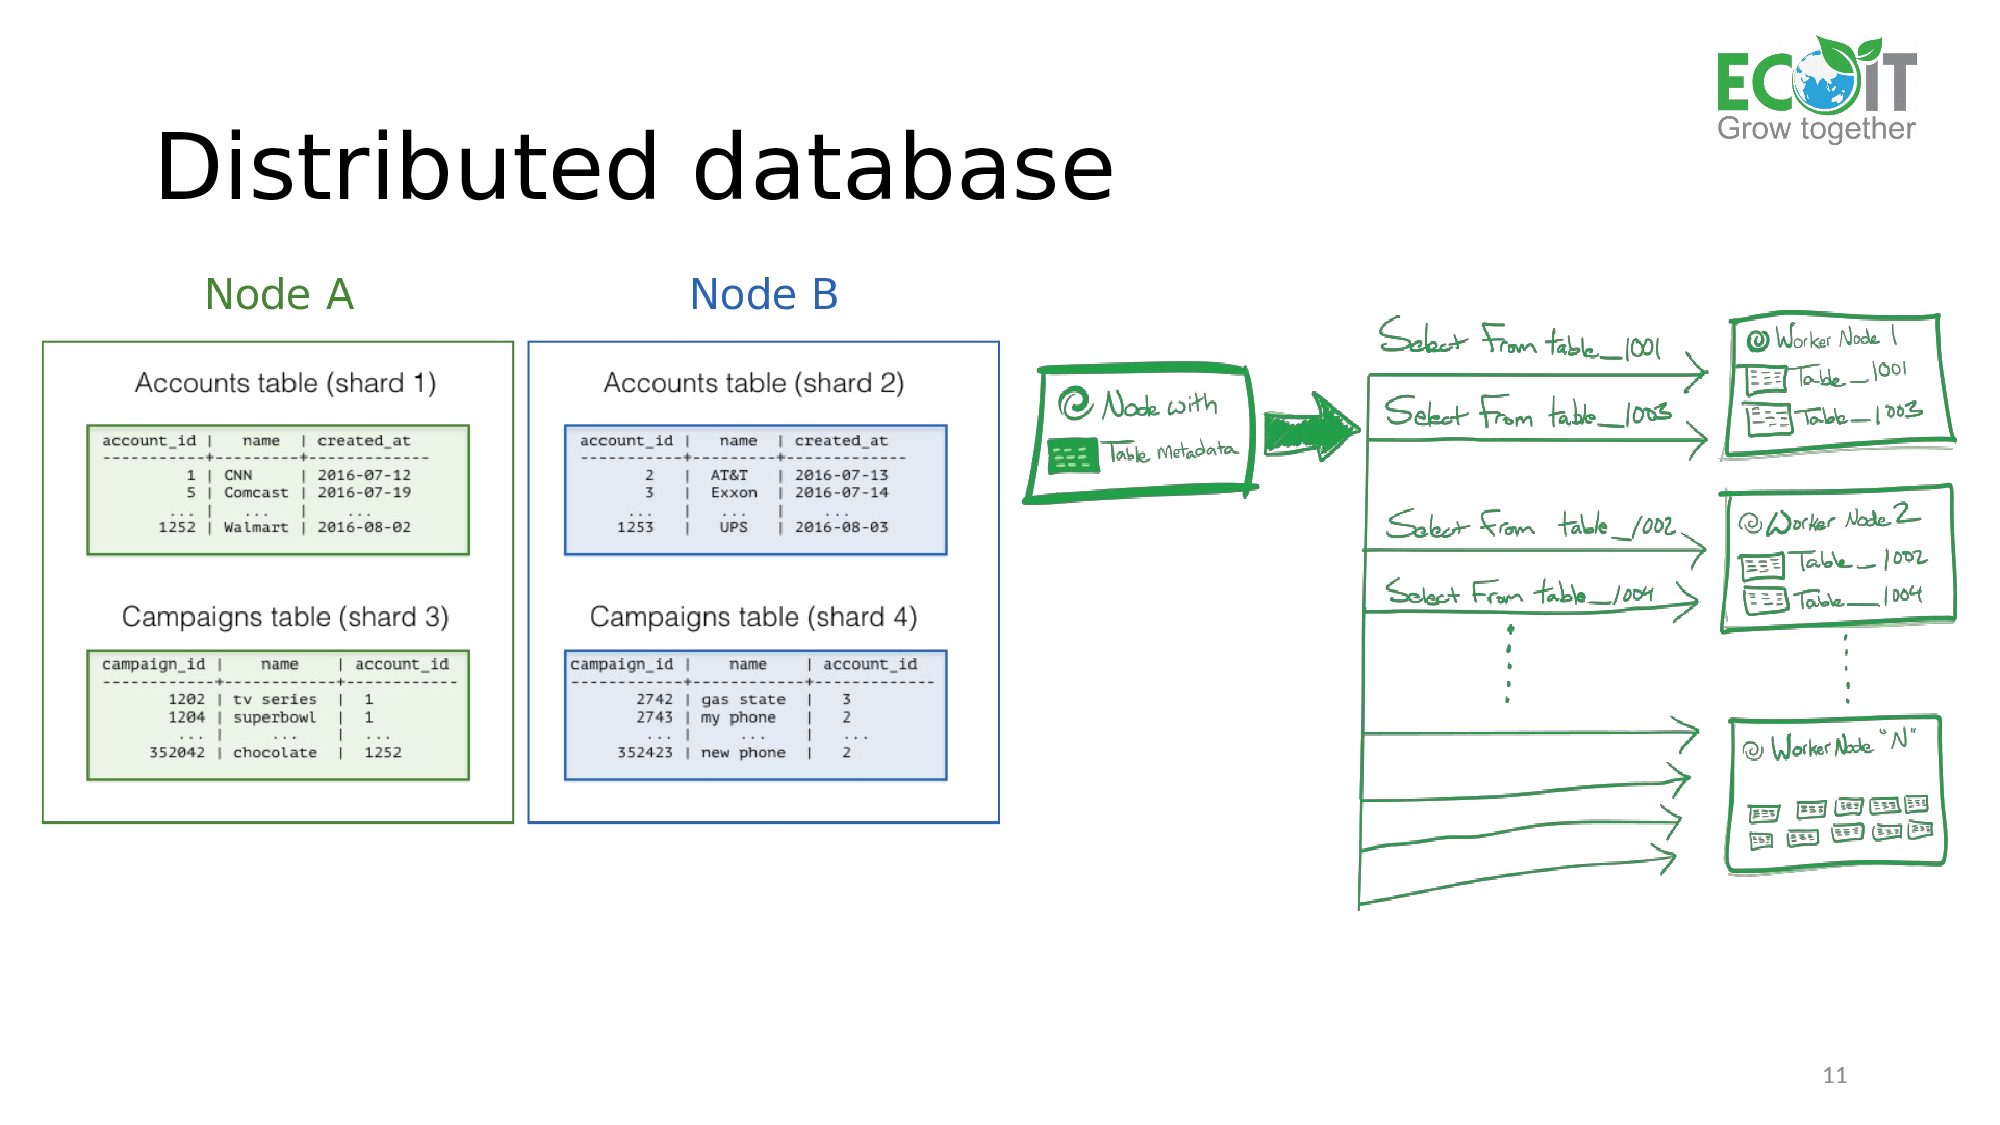 ECOIT
Grow together
Distributed database
Node A
Accounts table (shard 1)
account_id | name | created_at
-----------+----------+------------
1 | CNN | 2016-07-12
5 | Comcast | 2016-07-19
... | ... | ...
1252 | Walmart | 2016-08-02
Campaigns table (shard 3)
campaign_id | name | account_id
------------+------------+------------
1202 | tv series | 1
1204 | superbowl | 1
... | ... | ...
352042 | chocolate | 1252
Node B
Accounts table (shard 2)
account_id | name | created_at
-----------+----------+------------
2 | AT&T | 2016-07-13
3 | Exxon | 2016-07-14
... | ... | ...
1253 | UPS | 2016-08-03
Campaigns table (shard 4)
campaign_id | name | account_id
------------+------------+------------
2742 | gas state | 3
2743 | my phone | 2
... | ... | ...
352423 | new phone | 2
Node with
Table Metadata
Select From table_1001
Select From table_1003
Select From table_1002
Select From table_1004
Worker Node 1
Table_1001
Table_1003
Worker Node 2
Table_1002
Table_1004
Worker Node "N"
11